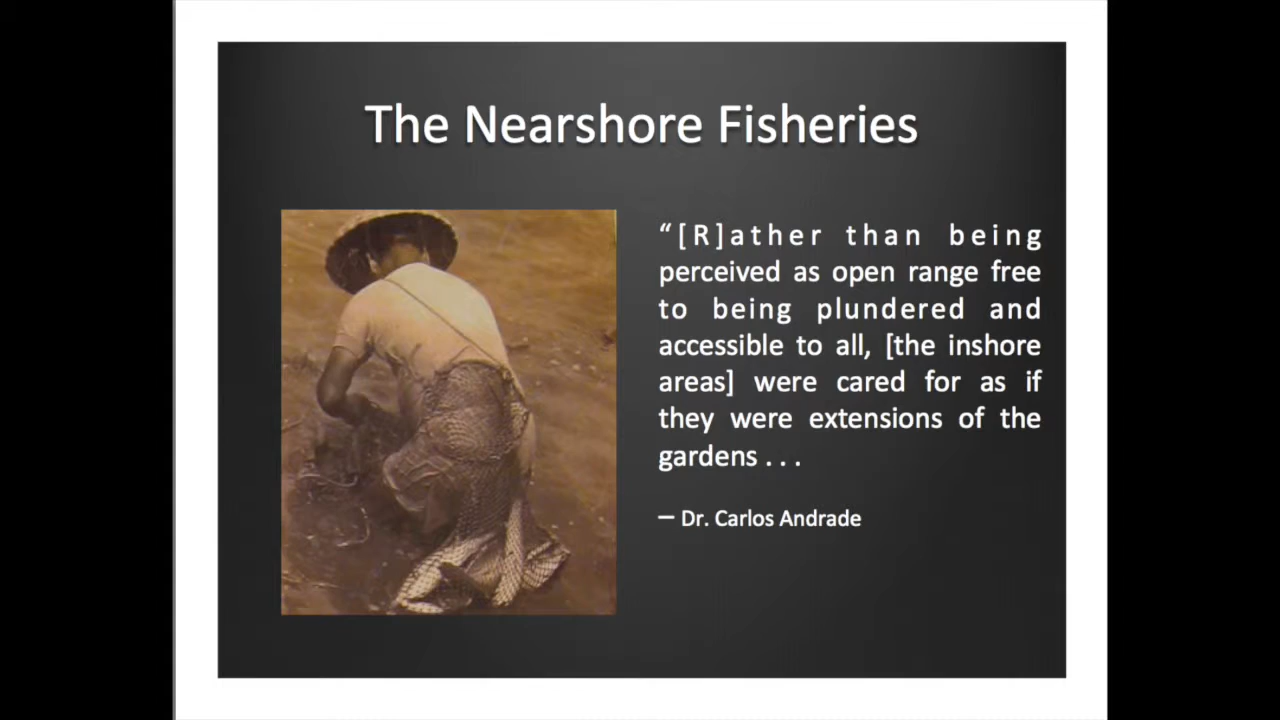 The Nearshore Fisheries
“[R]ather than being
perceived as open range free
to being plundered and
accessible to all, [the inshore
areas] were cared for as if
they were extensions of the
gardens . . .
– Dr. Carlos Andrade